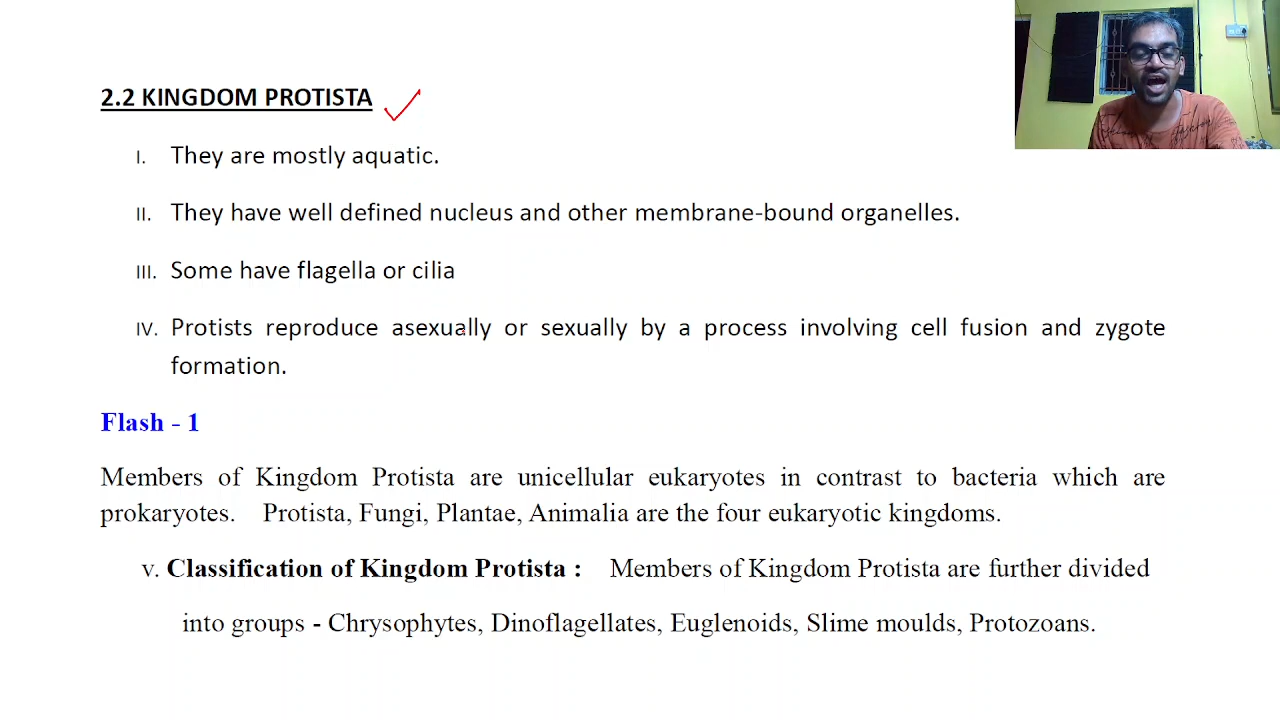 2.2 KINGDOM PROTISTA
I. They are mostly aquatic.
II. They have well defined nucleus and other membrane-bound organelles.
III. Some have flagella or cilia
IV. Protists reproduce asexually or sexually by a process involving cell fusion and zygote
formation.
Flash - 1
Members of Kingdom Protista are unicellular eukaryotes in contrast to bacteria which are
prokaryotes. Protista, Fungi, Plantae, Animalia are the four eukaryotic kingdoms.
v. Classification of Kingdom Protista : Members of Kingdom Protista are further divided
into groups - Chrysophytes, Dinoflagellates, Euglenoids, Slime moulds, Protozoans.